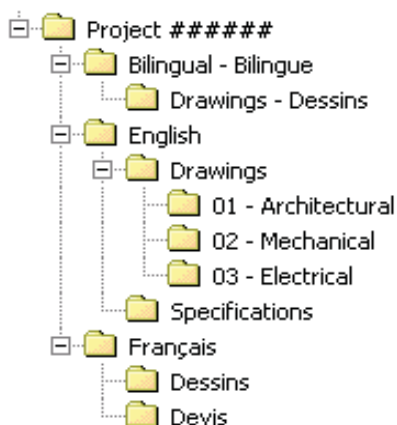 Project ######
Bilingual - Bilingue
Drawings - Dessins
English
Drawings
01 - Architectural
02 - Mechanical
03 - Electrical
Specifications
Français
Dessins
Devis